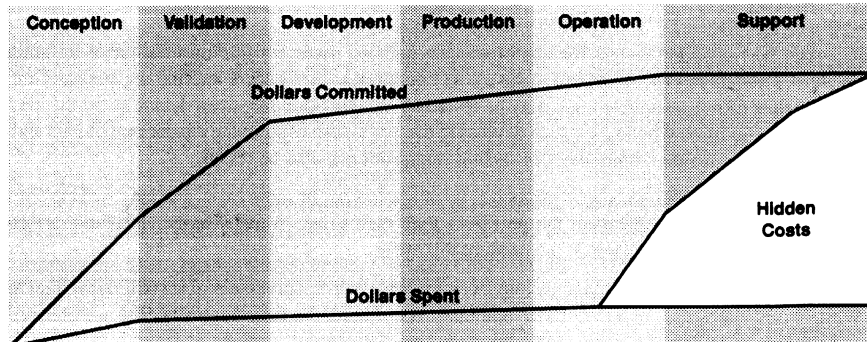 Conception Validation Development Production Operation Support
Dollars Committed
Hidden
Costs
Dollars Spent